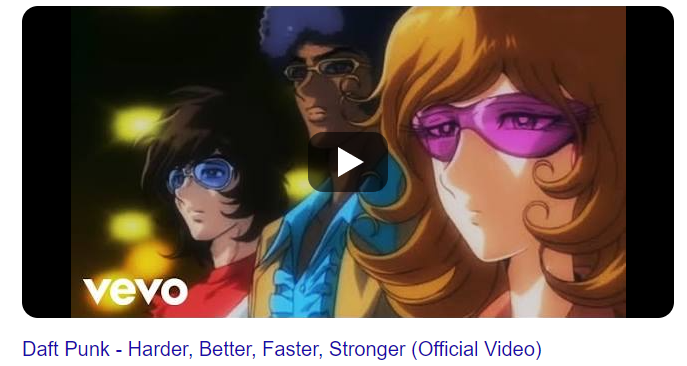 vevo
Daft Punk - Harder, Better, Faster, Stronger (Official Video)